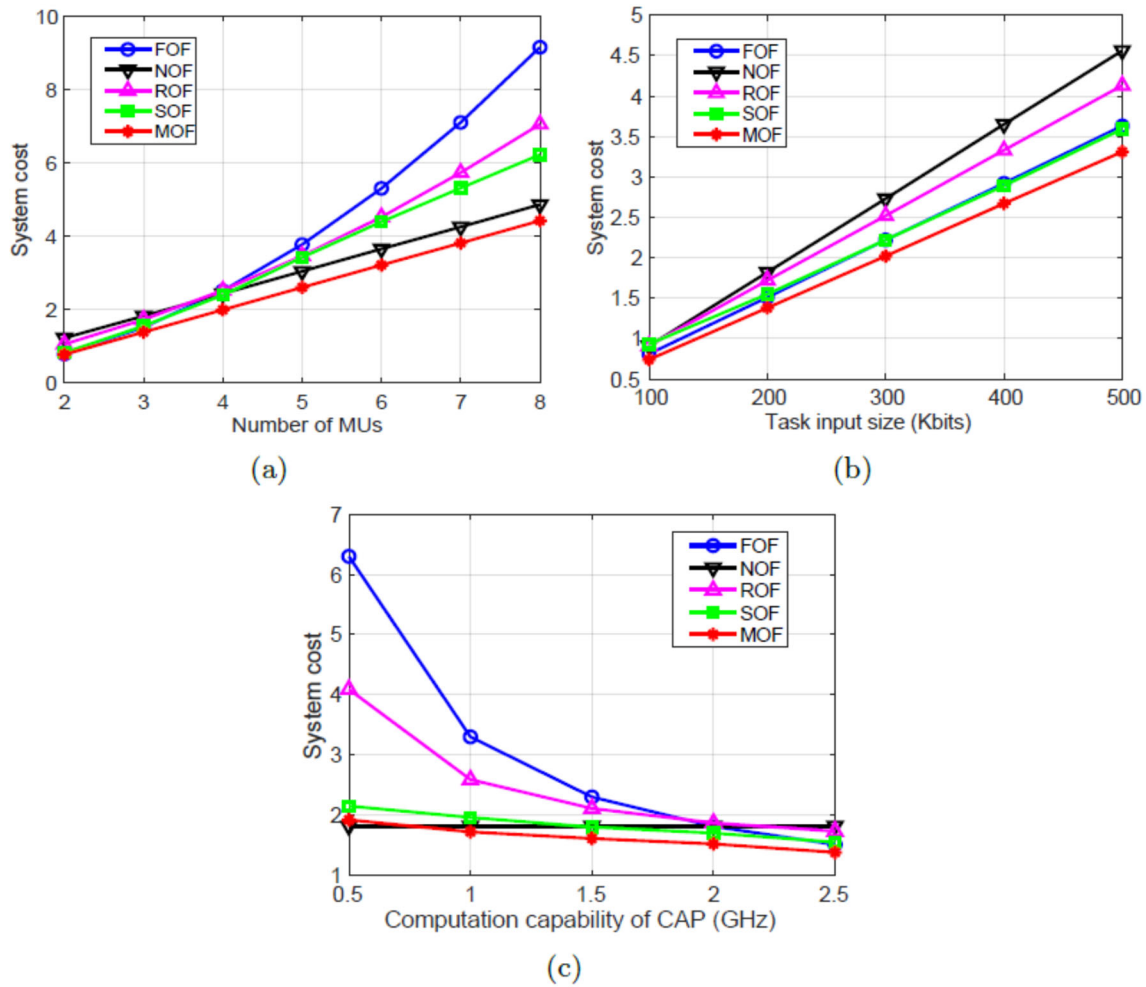 10
8
6
4
2
0
System cost
FOF
NOF
ROF
SOF
MOF
2 3 4 5 6 7 8
Number of MUs
(a)
5
4.5
4
3.5
3
2.5
2
1.5
1
0.5
System cost
FOF
NOF
ROF
SOF
MOF
100 200 300 400 500
Task input size (Kbits)
(b)
7
6
5
4
3
2
1
System cost
FOF
NOF
ROF
SOF
MOF
0.5 1 1.5 2 2.5
Computation capability of CAP (GHz)
(c)